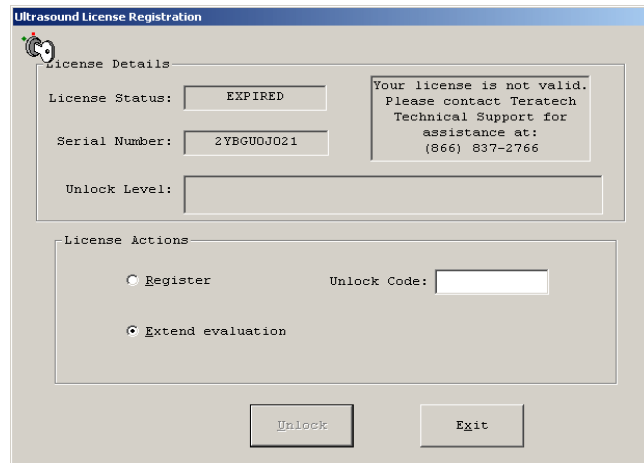 Ultrasound License Registration
License Details
License Status:
EXPIRED
Your license is not valid.
Please contact Teratech
Technical Support for
assistance at:
(866) 837-2766
Serial Number:
2YBGU0J021
Unlock Level:
License Actions
Register
Unlock Code:
Extend evaluation
Unlock
Exit